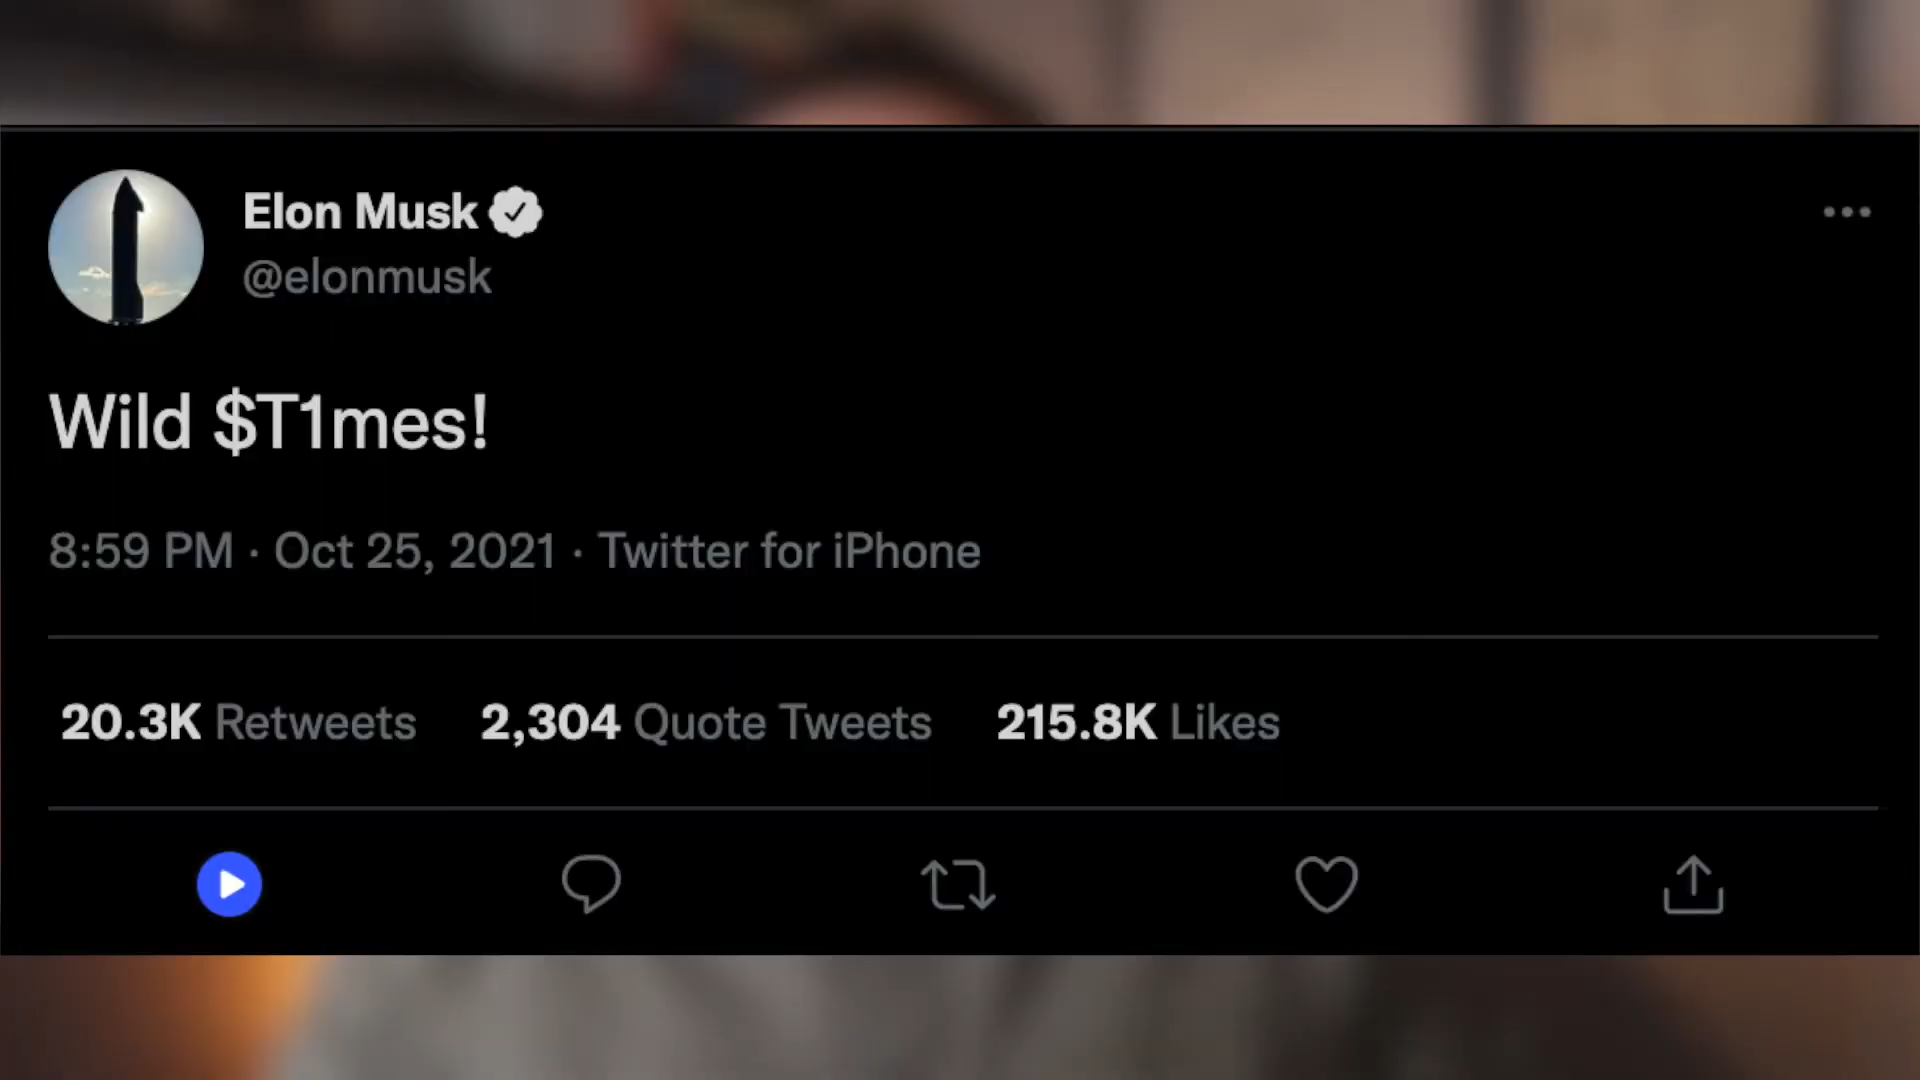 Elon Musk
@elonmusk
Wild $T1mes!
8:59 PM · Oct 25, 2021 · Twitter for iPhone
20.3K Retweets 2,304 Quote Tweets 215.8K Likes